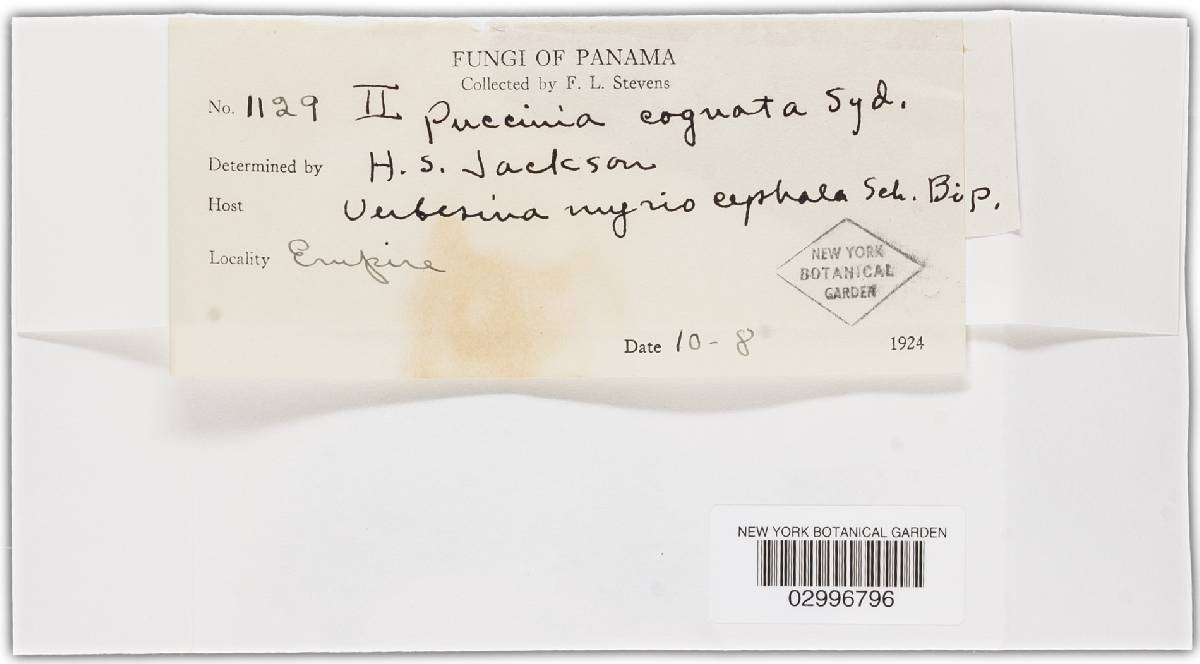 FUNGI OF PANAMA
Collected by F. L. Stevens
No. 1129 II Puccinia cognata Syd.
Determined by H. S. Jackson
Host Verbesina myriocephala Sch. Bip.
Locality Empire
NEW YORK
BOTANICAL
GARDEN
Date 10-8 1924
NEW YORK BOTANICAL GARDEN
02996796